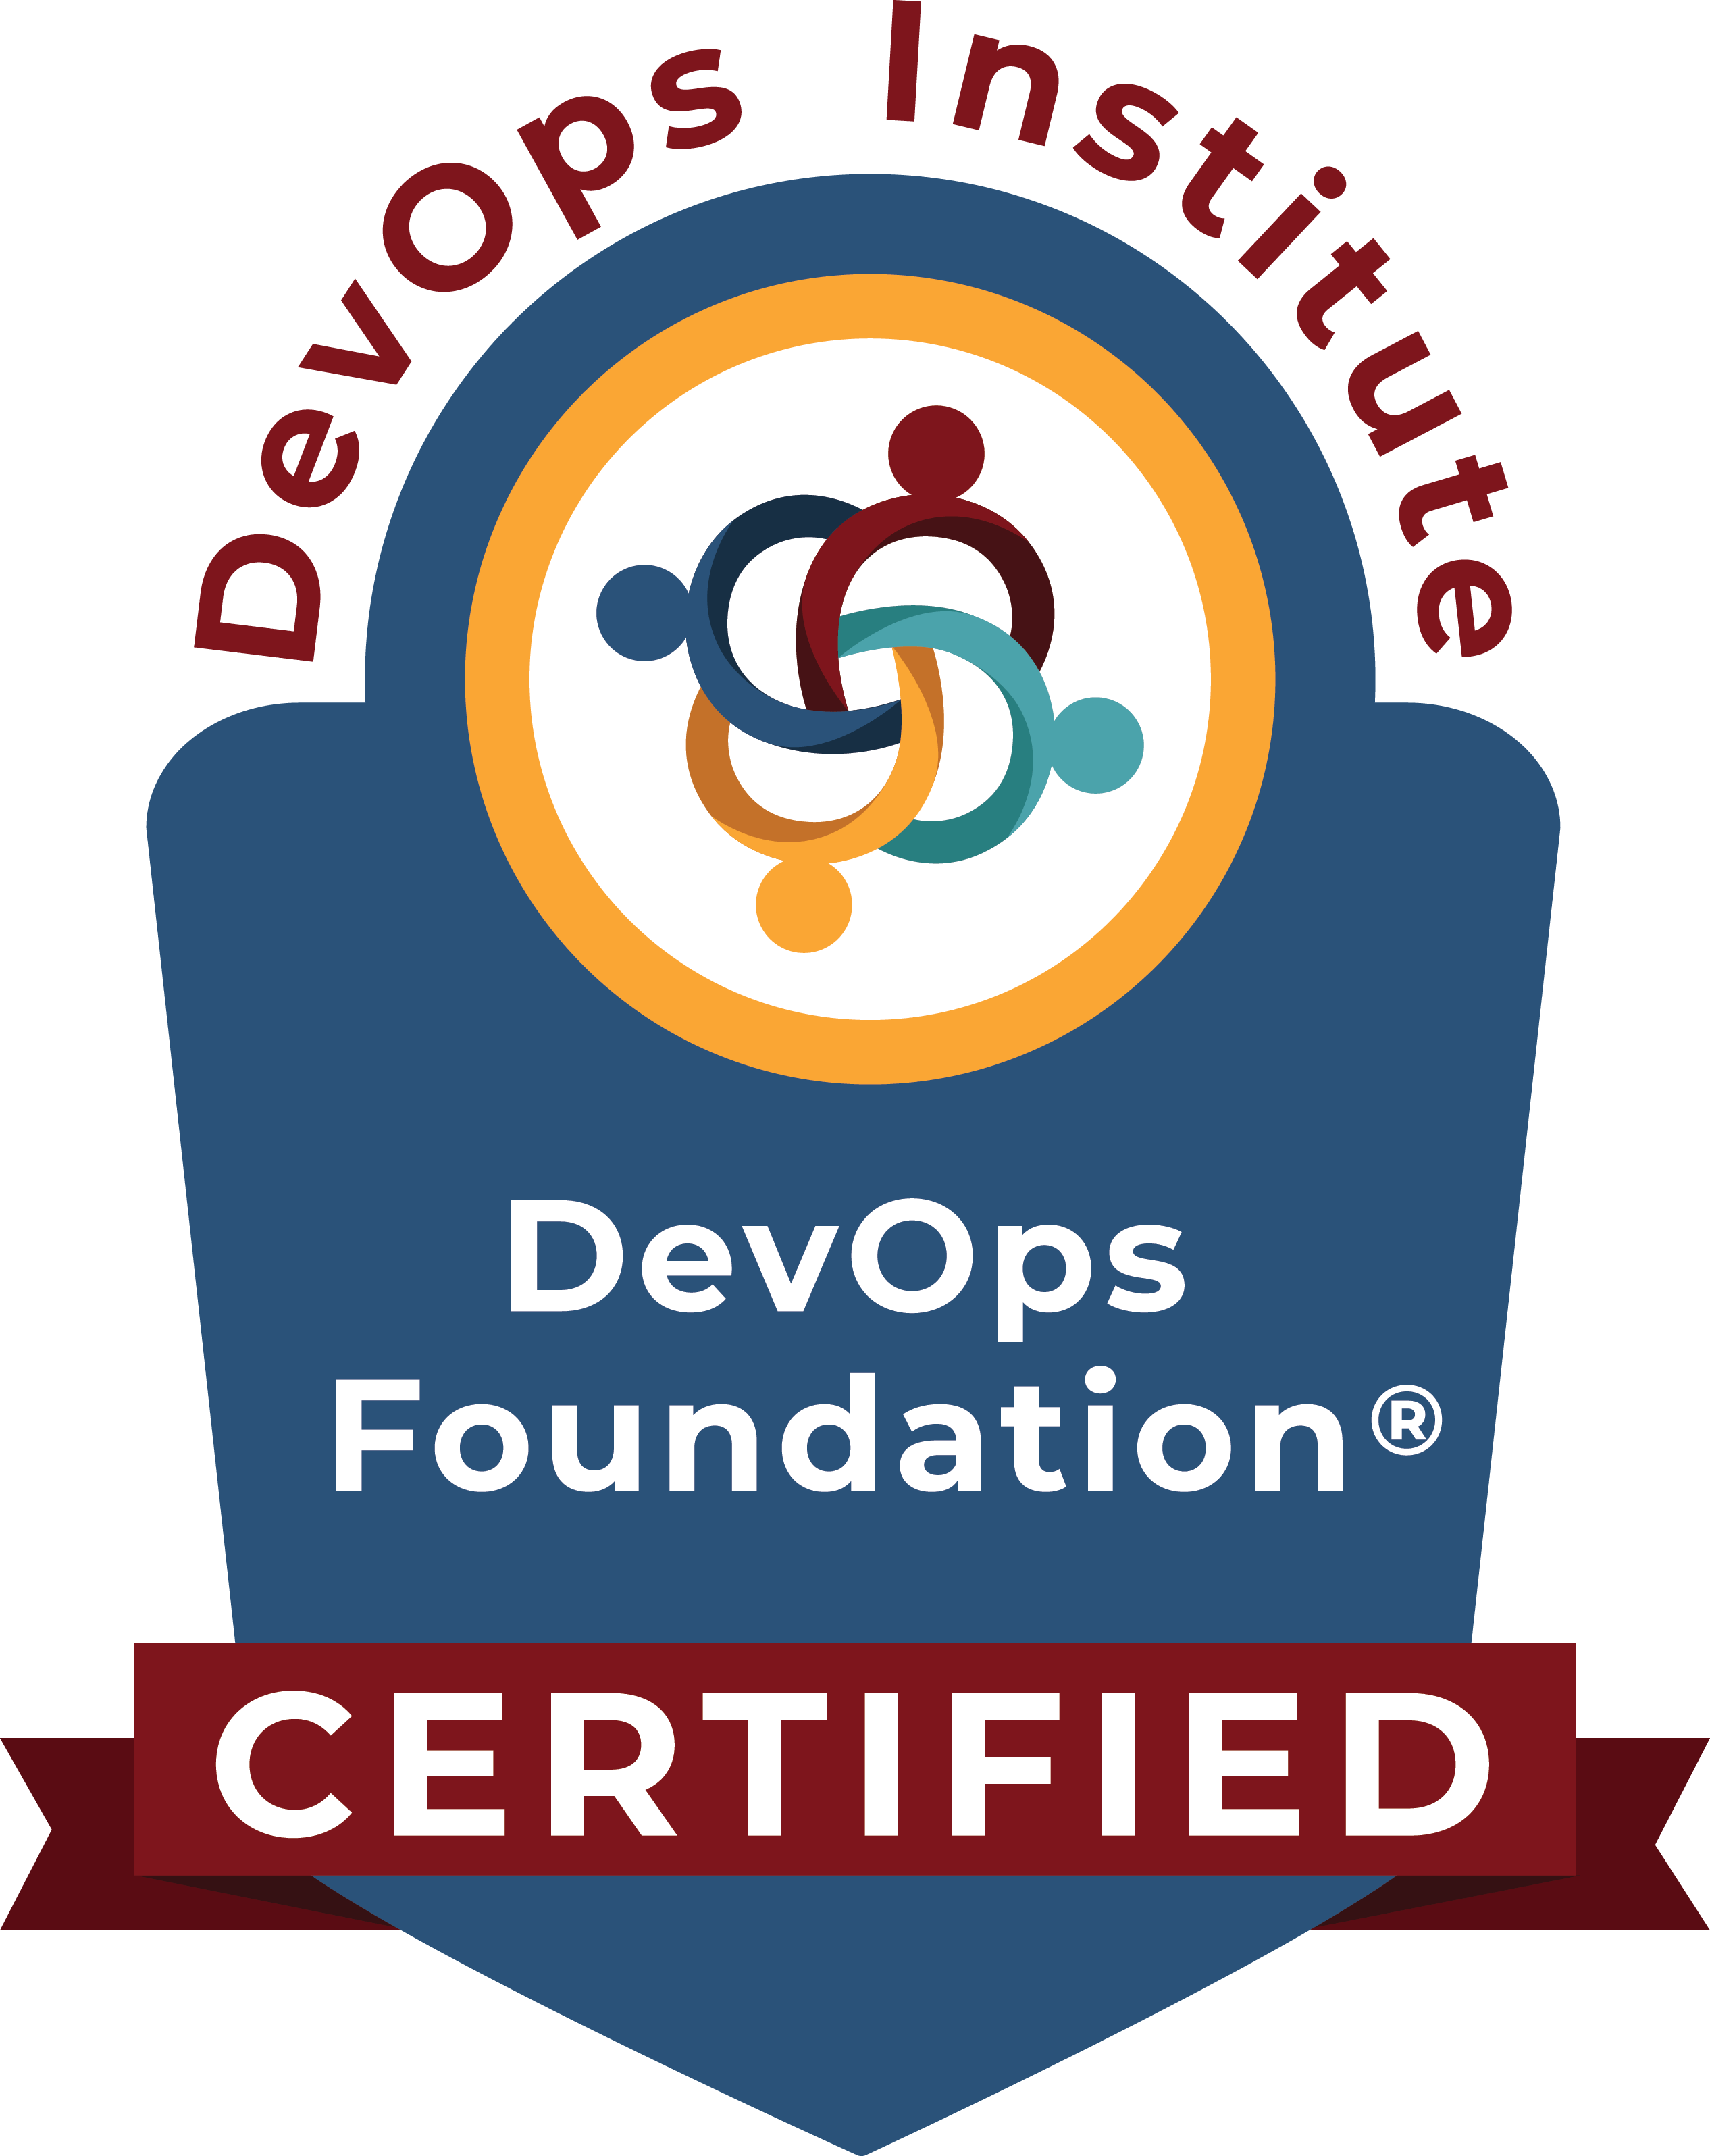 DevOps Institute
DevOps
Foundation®
CERTIFIED